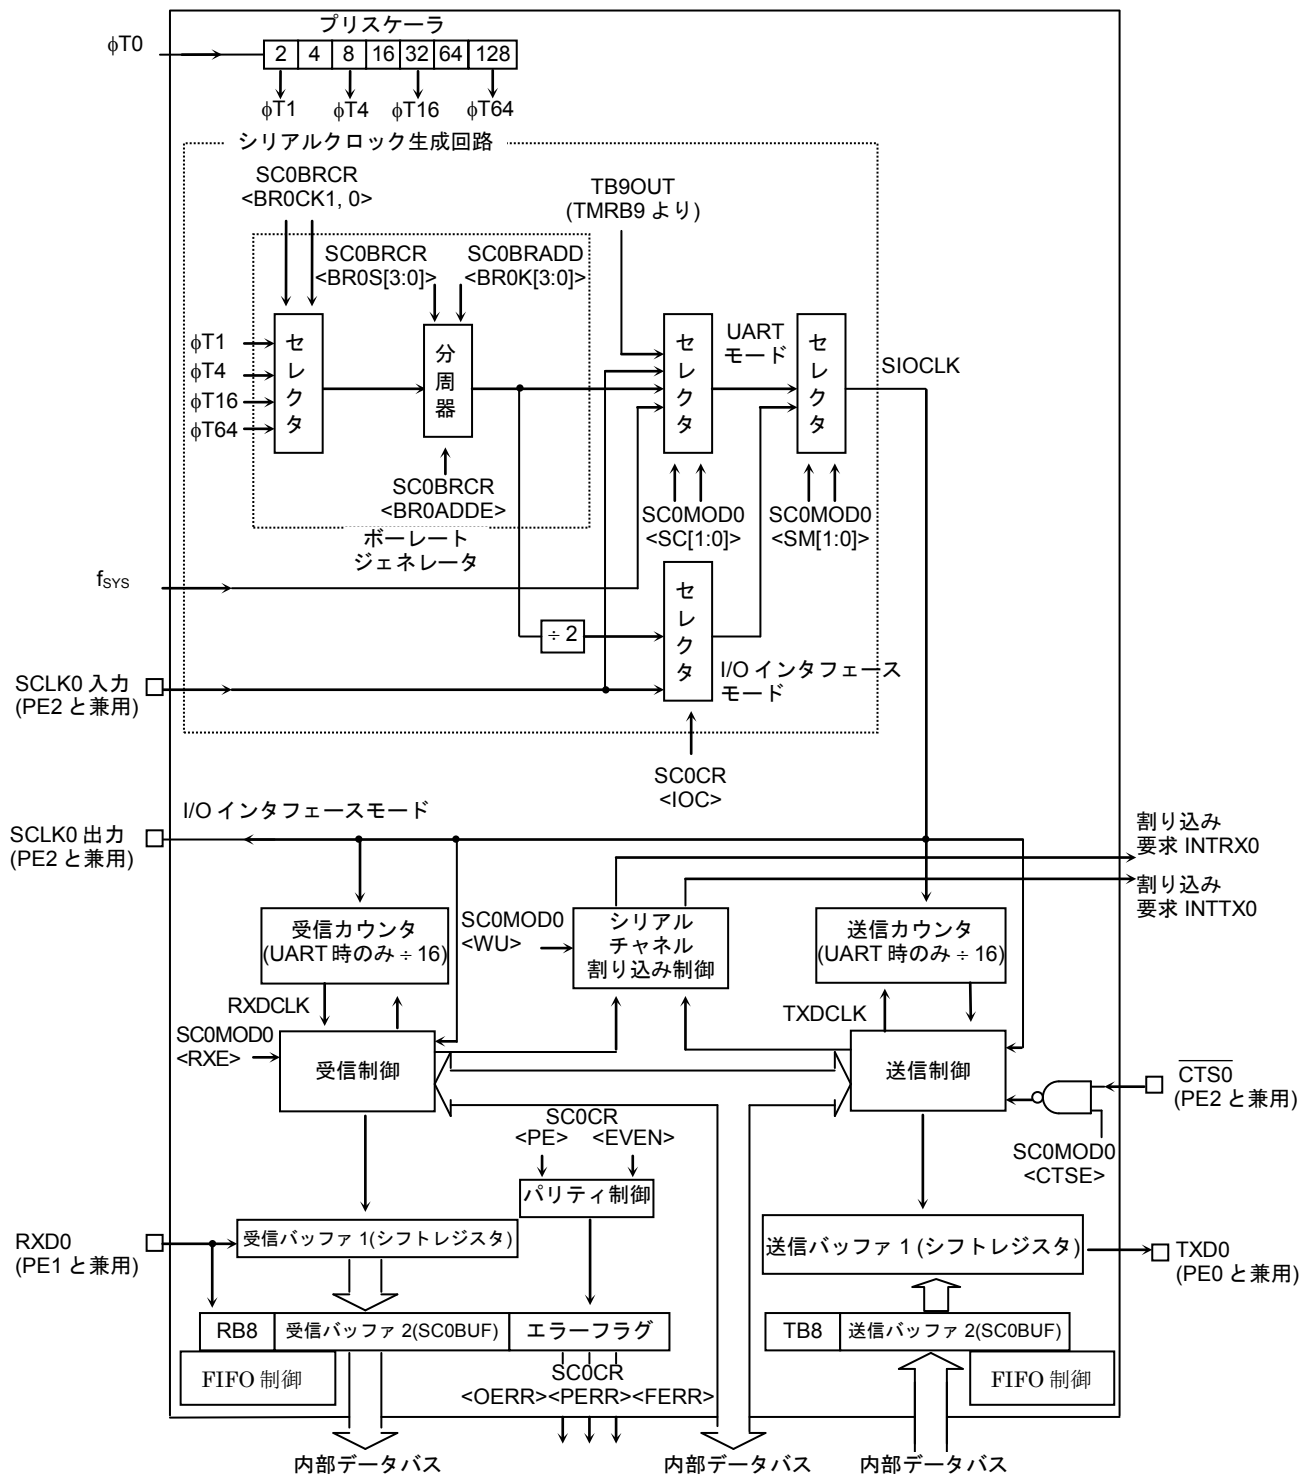 プリスケーラ
ϕT0
2 4 8 16 32 64 128
ϕT1 ϕT4 ϕT16 ϕT64
シリアルクロック生成回路
SC0BRCR
<BR0CK1, 0>
TB9OUT
(TMRB9 より)
SC0BRCR
<BR0S[3:0]>
SC0BRADD
<BR0K[3:0]>
ϕT1
ϕT4
ϕT16
ϕT64
セレクタ
分周器
セレクタ
UART
モード
セレクタ
SIOCLK
SC0BRCR
<BR0ADDE>
SC0MOD0
<SC[1:0]>
SC0MOD0
<SM[1:0]>
ボーレート
ジェネレータ
fSYS
÷ 2
セレクタ
I/O インタフェース
モード
SCLK0 入力
(PE2 と兼用)
SC0CR
<IOC>
I/O インタフェースモード
SCLK0 出力
(PE2 と兼用)
割り込み
要求 INTRX0
割り込み
要求 INTTX0
受信カウンタ
(UART 時のみ ÷ 16)
SC0MOD0
<WU>
シリアル
チャネル
割り込み制御
送信カウンタ
(UART 時のみ ÷ 16)
RXDCLK
TXDCLK
SC0MOD0
<RXE>
受信制御
送信制御
CTS0
(PE2 と兼用)
SC0MOD0
<CTSE>
SC0CR
<PE> <EVEN>
パリティ制御
RXD0
(PE1 と兼用)
受信バッファ 1(シフトレジスタ)
送信バッファ 1 (シフトレジスタ)
TXD0
(PE0 と兼用)
RB8 受信バッファ 2(SC0BUF) エラーフラグ
TB8 送信バッファ 2(SC0BUF)
FIFO 制御
SC0CR
<OERR><PERR><FERR>
FIFO 制御
内部データバス 内部データバス 内部データバス